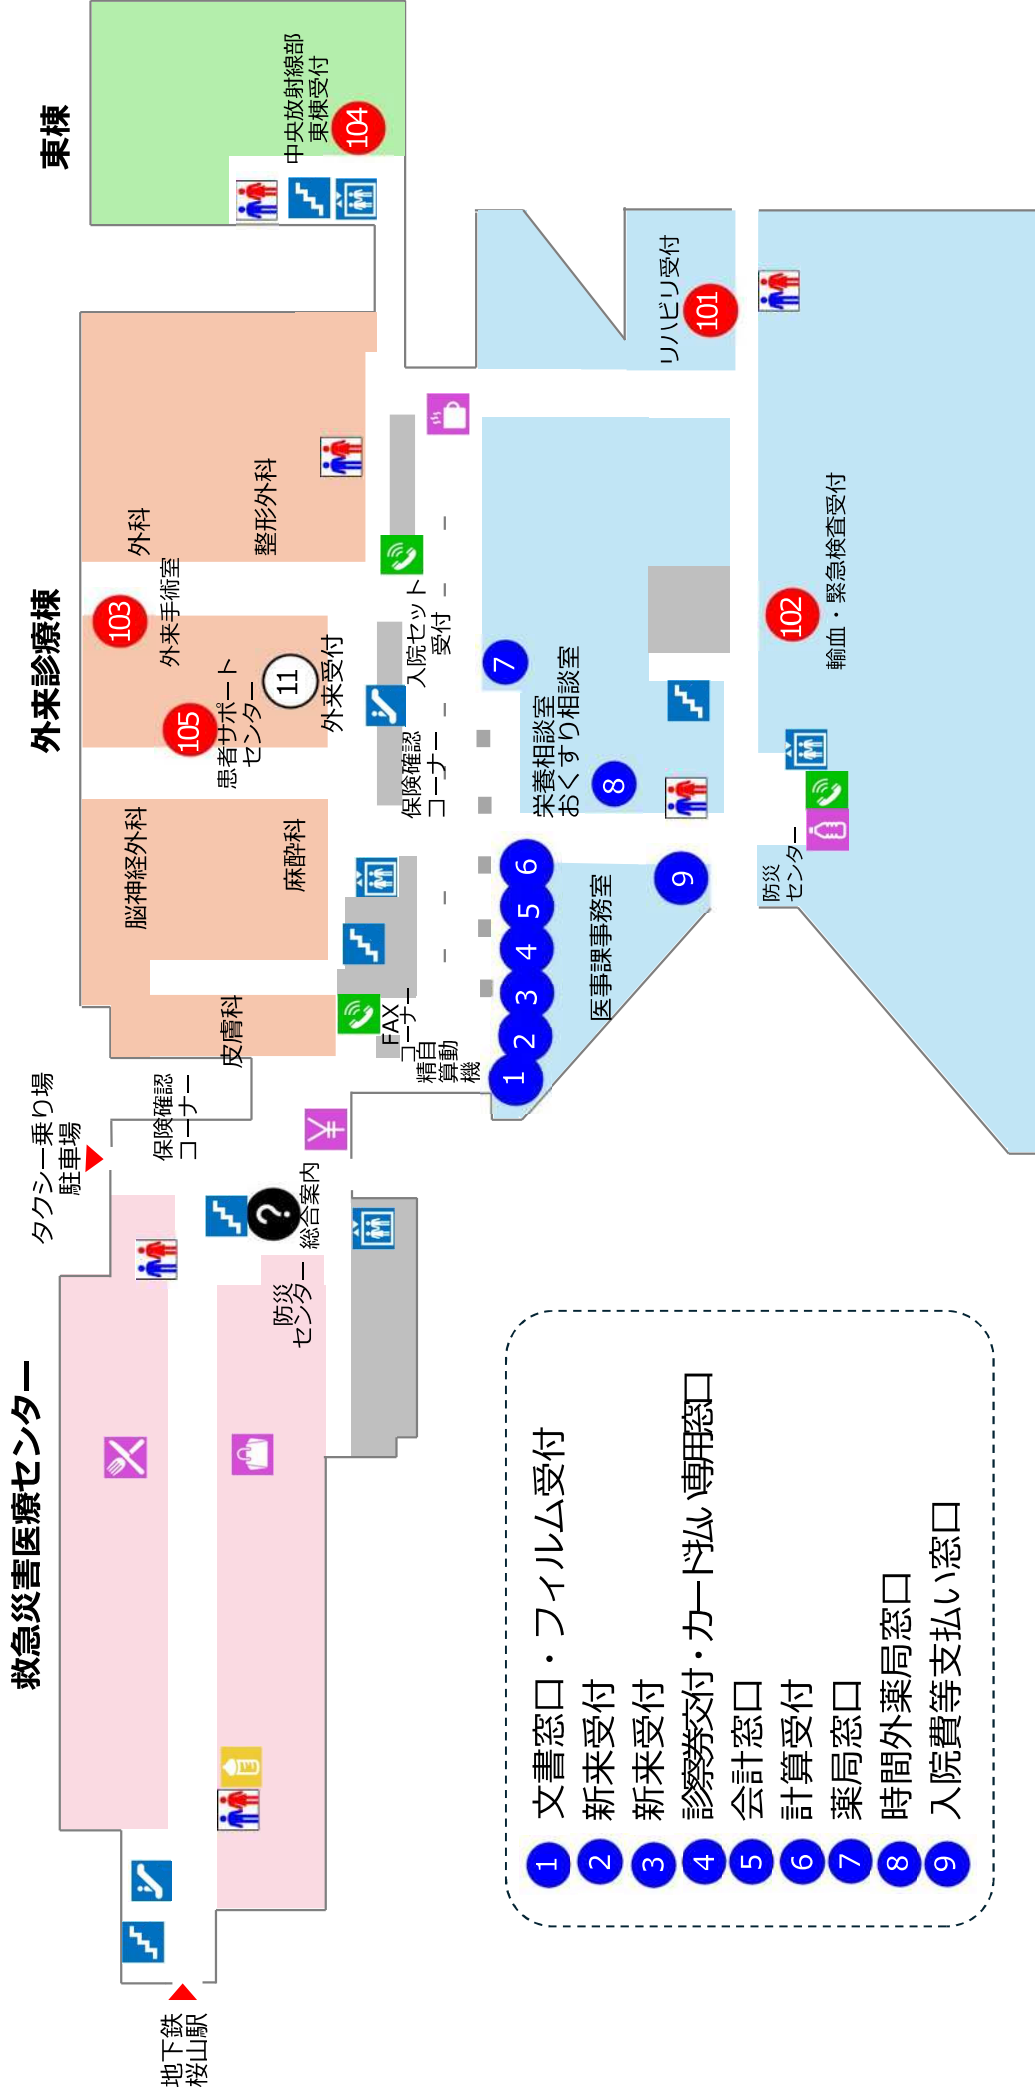 救急災害医療センター
外来診療棟
東棟
タクシー乗り場
駐車場
地下鉄
桜山駅
保険確認
コーナー
総合案内
?
防災
センター
¥
皮膚科
脳神経外科
麻酔科
105
患者サポート
センター
103
外来手術室
11
外来受付
外科
整形外科
中央放射線部
東棟受付
104
FAX
コーナー
精自
算動
機
保険確認
コーナー
入院セット
受付
1
2
3
4
5
6
医事課事務室
9
栄養相談室
おくすり相談室
7
8
リハビリ受付
101
防災
センター
102
輸血・緊急検査受付
1 文書窓口・フィルム受付
2 新来受付
3 新来受付
4 診察券交付・カード払い専用窓口
5 会計窓口
6 計算受付
7 薬局窓口
8 時間外薬局窓口
9 入院費等支払い窓口